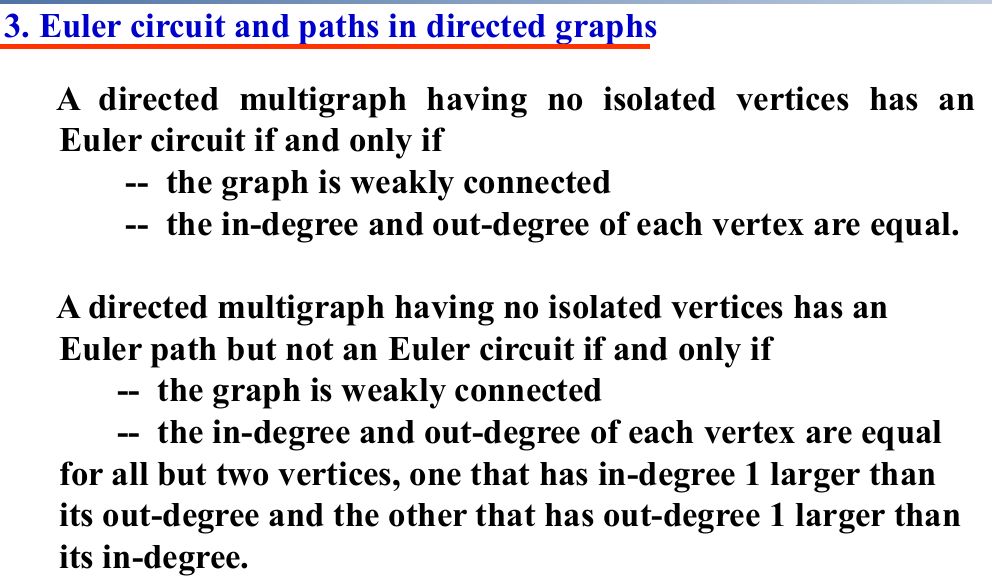 3. Euler circuit and paths in directed graphs
A directed multigraph having no isolated vertices has an
Euler circuit if and only if
-- the graph is weakly connected
-- the in-degree and out-degree of each vertex are equal.
A directed multigraph having no isolated vertices has an
Euler path but not an Euler circuit if and only if
-- the graph is weakly connected
-- the in-degree and out-degree of each vertex are equal
for all but two vertices, one that has in-degree 1 larger than
its out-degree and the other that has out-degree 1 larger than
its in-degree.